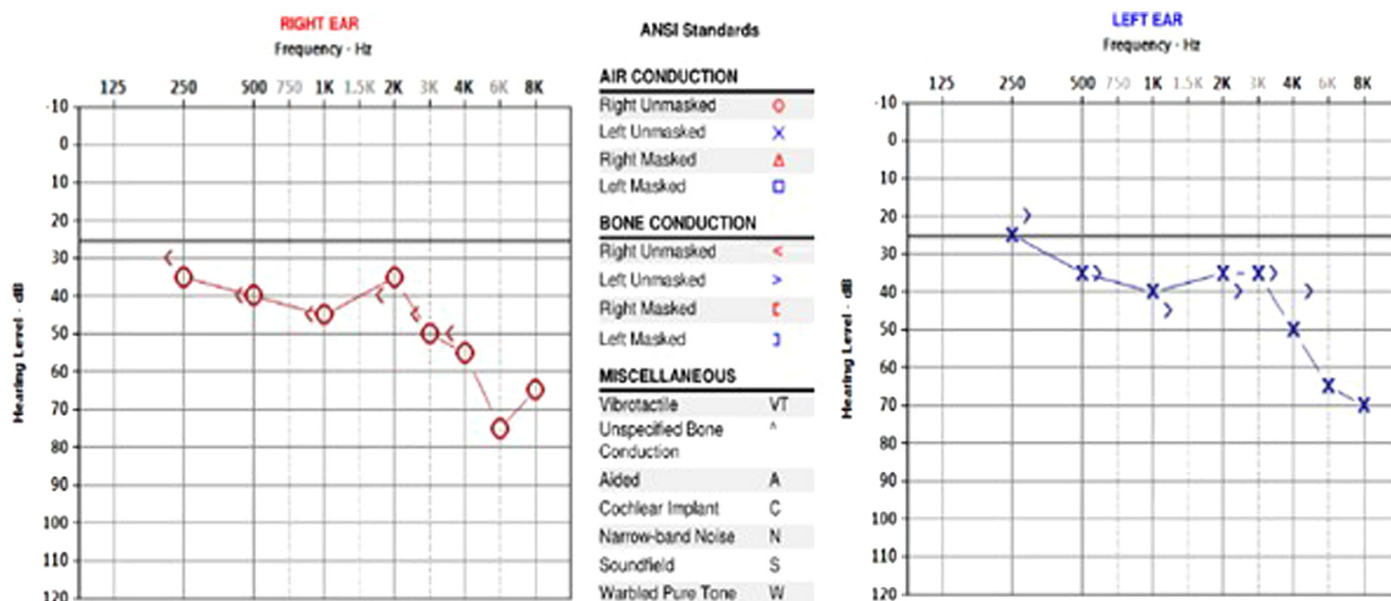 RIGHT EAR
Frequency - Hz
125 250 500 750 1K 1.5K 2K 3K 4K 6K 8K
-10
0
10
20
30
40
50
60
70
80
90
100
110
120
Hearing Level - dB
ANSI Standards
AIR CONDUCTION
Right Unmasked O
Left Unmasked X
Right Masked △
Left Masked □
BONE CONDUCTION
Right Unmasked <
Left Unmasked >
Right Masked [
Left Masked ]
MISCELLANEOUS
Vibrotactile VT
Unspecified Bone ^
Conduction
Aided A
Cochlear Implant C
Narrow-band Noise N
Soundfield S
Warbled Pure Tone W
LEFT EAR
Frequency - Hz
125 250 500 750 1K 1.5K 2K 3K 4K 6K 8K
-10
0
10
20
30
40
50
60
70
80
90
100
110
120
Hearing Level - dB